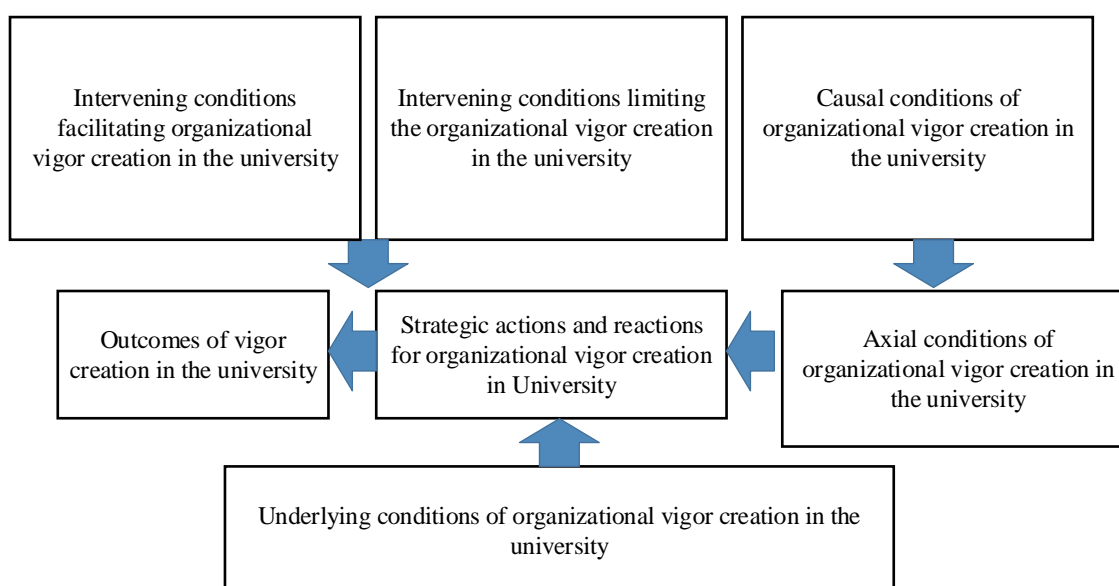 Intervening conditions
facilitating organizational
vigor creation in the university
Intervening conditions limiting
the organizational vigor creation
in the university
Causal conditions of
organizational vigor creation in
the university
Outcomes of vigor
creation in the university
Strategic actions and reactions
for organizational vigor creation
in University
Axial conditions of
organizational vigor creation in
the university
Underlying conditions of organizational vigor creation in the
university